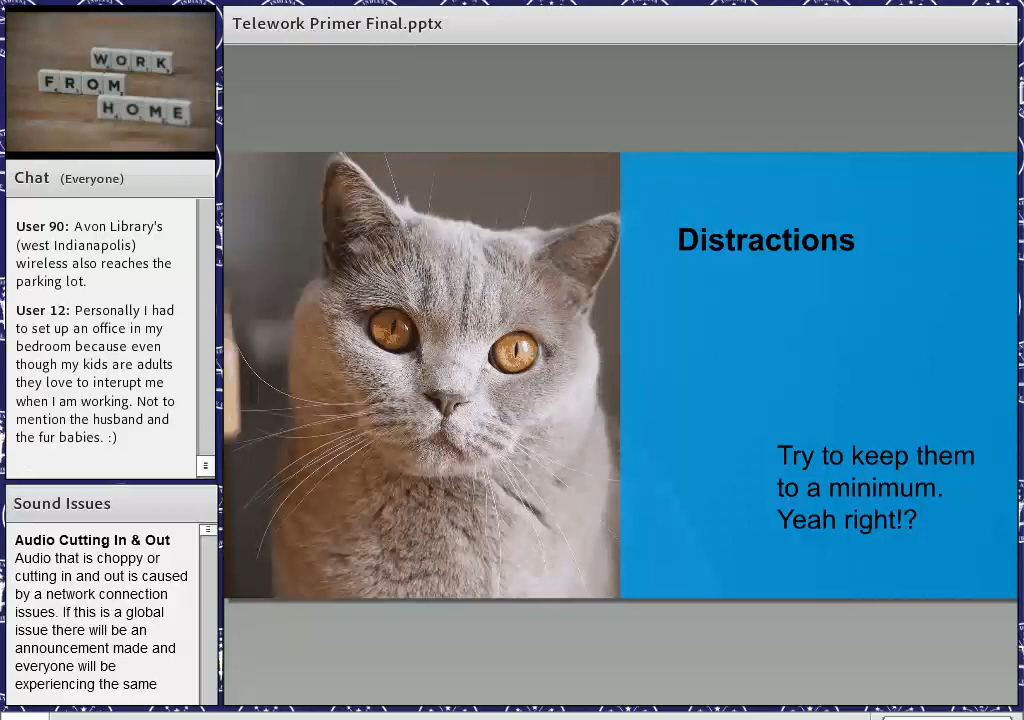 Telework Primer Final.pptx
WORK
FROM
HOME
Chat (Everyone)
User 90: Avon Library's
(west Indianapolis)
wireless also reaches the
parking lot.
User 12: Personally I had
to set up an office in my
bedroom because even
though my kids are adults
they love to interupt me
when I am working. Not to
mention the husband and
the fur babies. :)
Sound Issues
Audio Cutting In & Out
Audio that is choppy or
cutting in and out is caused
by a network connection
issues. If this is a global
issue there will be an
announcement made and
everyone will be
experiencing the same
Distractions
Try to keep them
to a minimum.
Yeah right!?